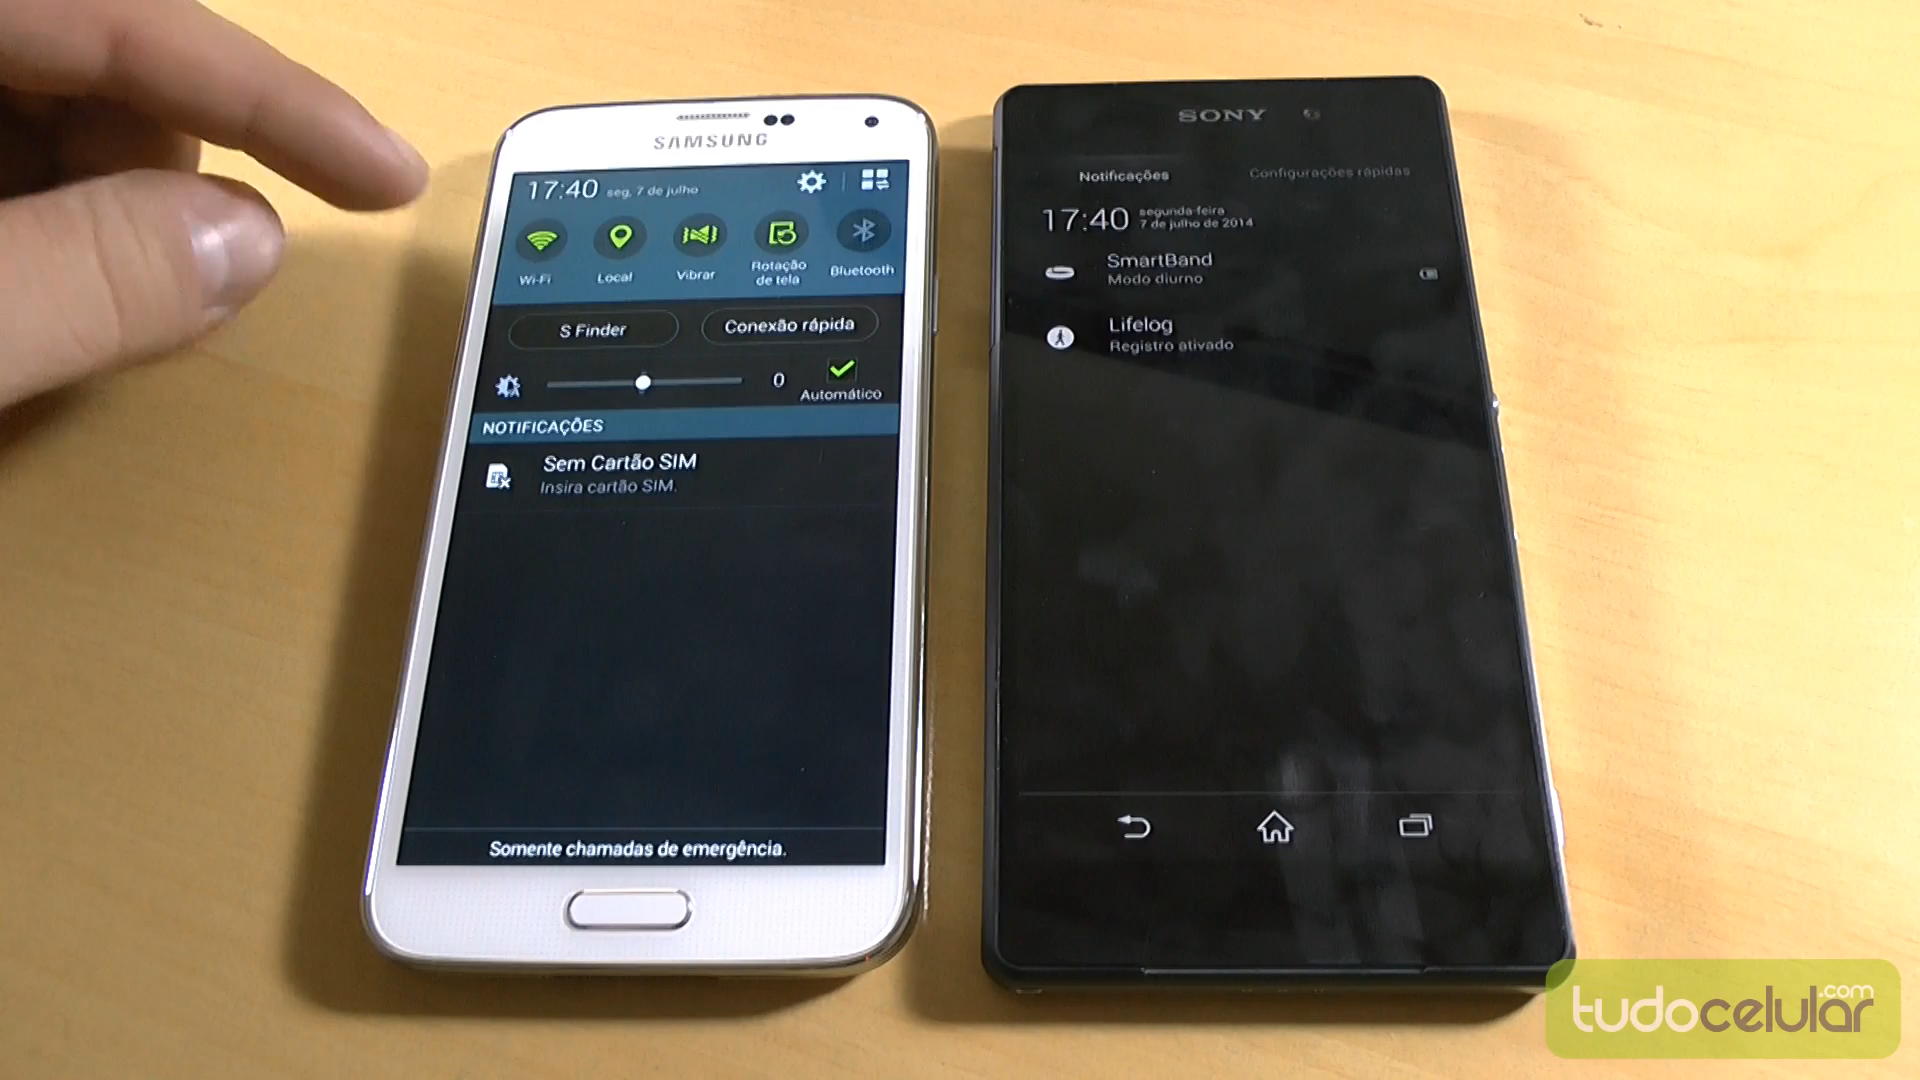 SAMSUNG
17:40 seg, 7 de julho
Wi-Fi
Local
Vibrar
Rotação
de tela
Bluetooth
S Finder
Conexão rápida
0
Automático
NOTIFICAÇÕES
Sem Cartão SIM
Insira cartão SIM.
Somente chamadas de emergência.
SONY
Notificações
Configurações rápidas
17:40
segunda-feira
7 de julho de 2014
SmartBand
Modo diurno
Lifelog
Registro ativado
tudocelular.com